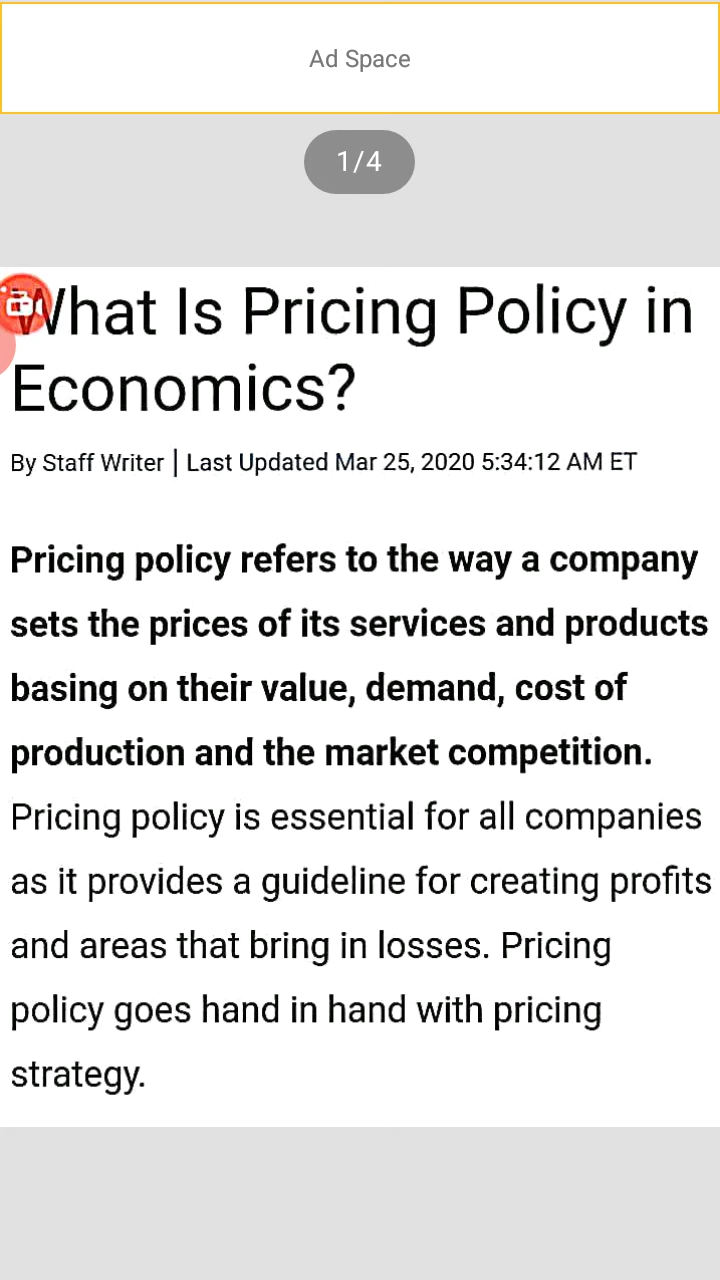 Ad Space
1/4
What Is Pricing Policy in
Economics?
By Staff Writer | Last Updated Mar 25, 2020 5:34:12 AM ET
Pricing policy refers to the way a company
sets the prices of its services and products
basing on their value, demand, cost of
production and the market competition.
Pricing policy is essential for all companies
as it provides a guideline for creating profits
and areas that bring in losses. Pricing
policy goes hand in hand with pricing
strategy.